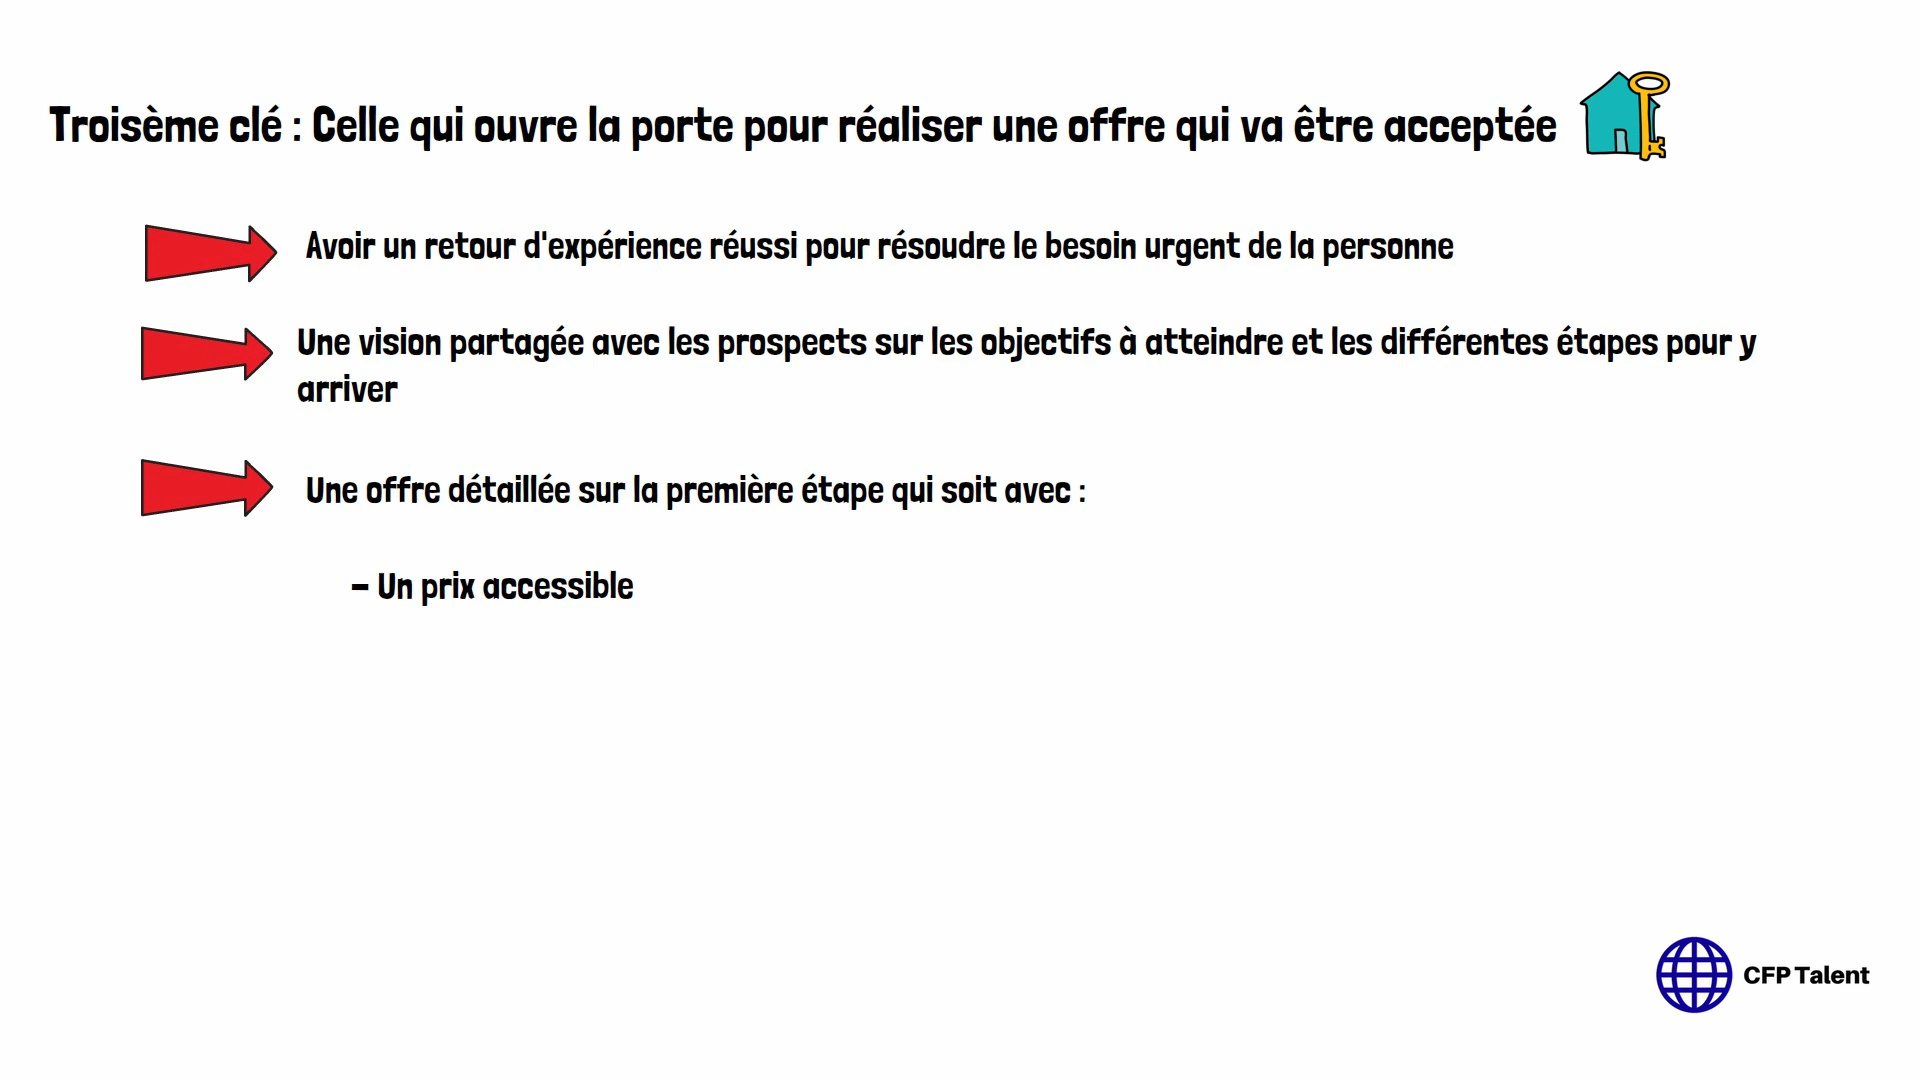 Troisème clé : Celle qui ouvre la porte pour réaliser une offre qui va être acceptée
Avoir un retour d'expérience réussi pour résoudre le besoin urgent de la personne
Une vision partagée avec les prospects sur les objectifs à atteindre et les différentes étapes pour y
arriver
Une offre détaillée sur la première étape qui soit avec :
- Un prix accessible
CFP Talent